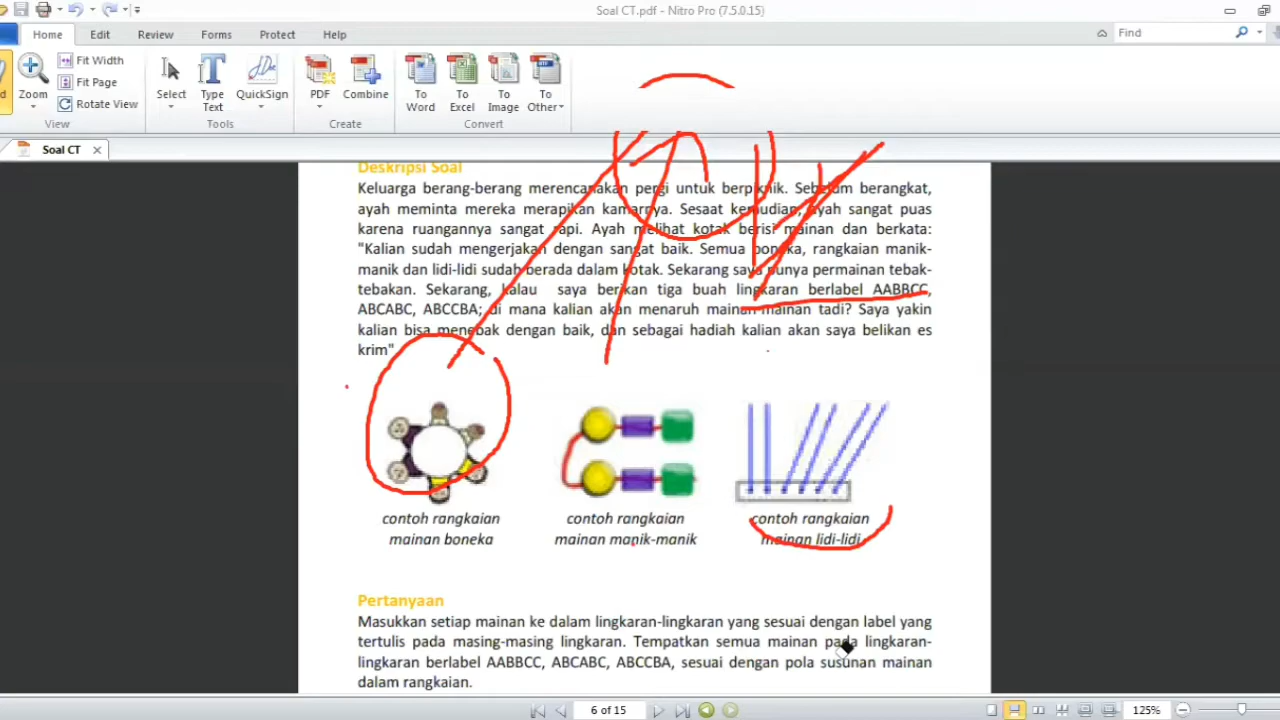 Soal CT.pdf - Nitro Pro (7.5.0.15)
Home Edit Review Forms Protect Help
Find
Zoom
Fit Width
Fit Page
Rotate View
View
Select
Type Text
QuickSign
Tools
PDF
Combine
Create
To Word
To Excel
To Image
To Other
Convert
Soal CT
Deskripsi Soal
Keluarga berang-berang merencanakan pergi untuk berpiknik. Sebelum berangkat,
ayah meminta mereka merapikan kamarnya. Sesaat kemudian, ayah sangat puas
karena ruangannya sangat rapi. Ayah melihat kotak berisi mainan dan berkata:
"Kalian sudah mengerjakan dengan sangat baik. Semua boneka, rangkaian manik-
manik dan lidi-lidi sudah berada dalam kotak. Sekarang saya punya permainan tebak-
tebakan. Sekarang, kalau saya berikan tiga buah lingkaran berlabel AABBCC,
ABCABC, ABCCBA; di mana kalian akan menaruh mainan-mainan tadi? Saya yakin
kalian bisa menebak dengan baik, dan sebagai hadiah kalian akan saya belikan es
krim"
contoh rangkaian
mainan boneka
contoh rangkaian
mainan manik-manik
contoh rangkaian
mainan lidi-lidi
Pertanyaan
Masukkan setiap mainan ke dalam lingkaran-lingkaran yang sesuai dengan label yang
tertulis pada masing-masing lingkaran. Tempatkan semua mainan pada lingkaran-
lingkaran berlabel AABBCC, ABCABC, ABCCBA, sesuai dengan pola susunan mainan
dalam rangkaian.
6 of 15
125%